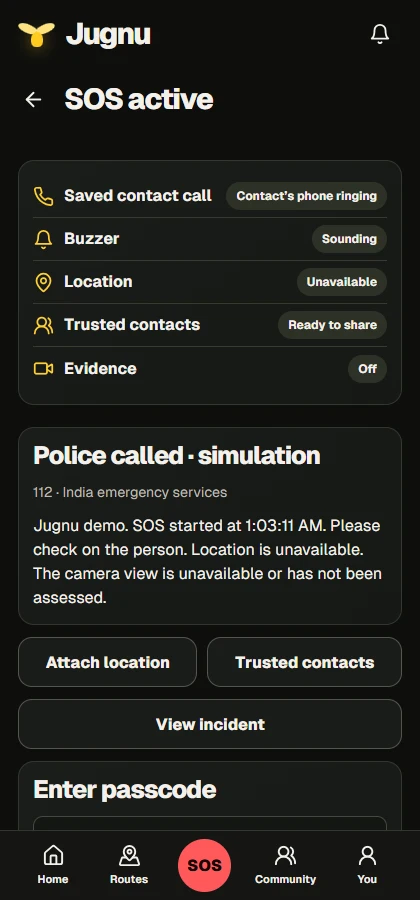 Jugnu
SOS active
Saved contact call
Contact's phone ringing
Buzzer
Sounding
Location
Unavailable
Trusted contacts
Ready to share
Evidence
Off
Police called · simulation
112 · India emergency services
Jugnu demo. SOS started at 1:03:11 AM. Please
check on the person. Location is unavailable.
The camera view is unavailable or has not been
assessed.
Attach location
Trusted contacts
View incident
Enter passcode
Home
Routes
SOS
Community
You